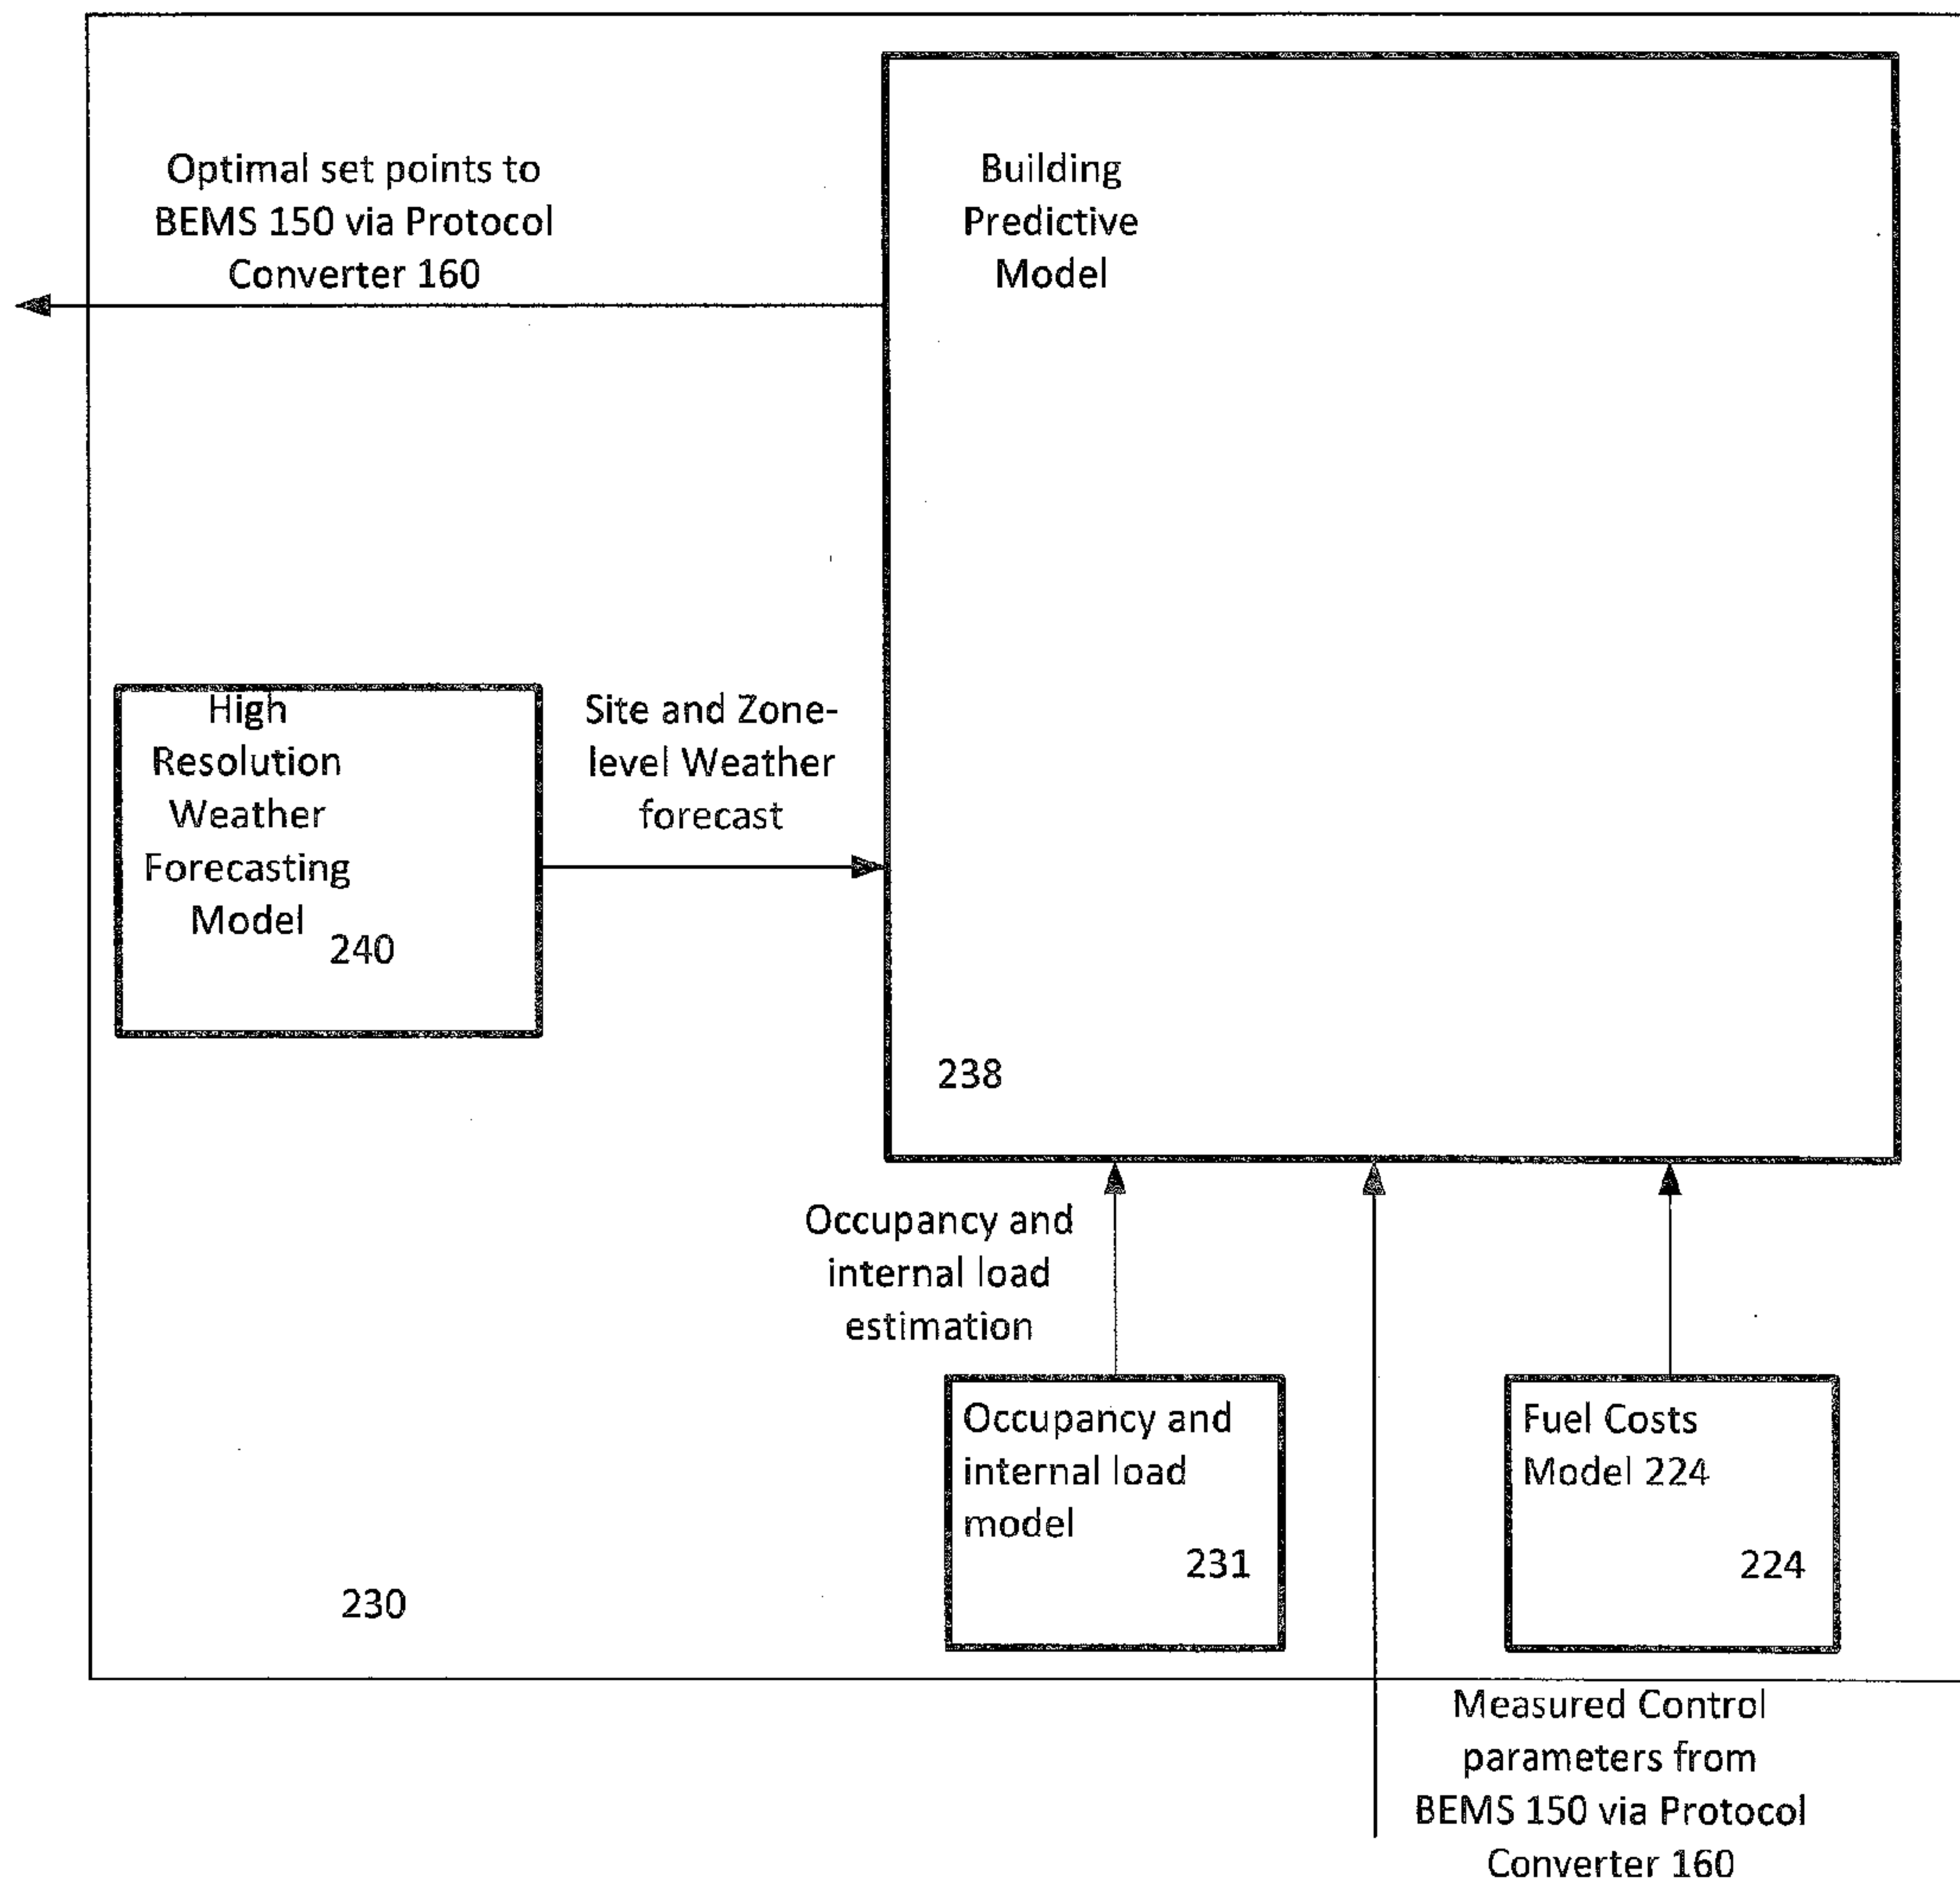 Optimal set points to
BEMS 150 via Protocol
Converter 160
Building
Predictive
Model
High
Resolution
Weather
Forecasting
Model
240
Site and Zone-
level Weather
forecast
238
Occupancy and
internal load
estimation
Occupancy and
internal load
model
231
Fuel Costs
Model 224
224
230
Measured Control
parameters from
BEMS 150 via Protocol
Converter 160